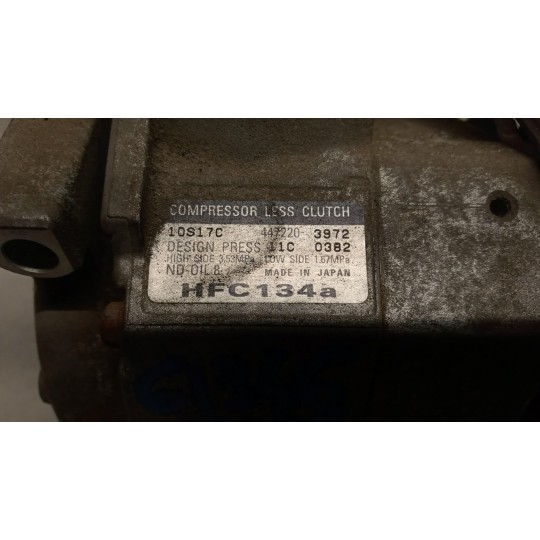 COMPRESSOR LESS CLUTCH
10S17C 447220- 3972
DESIGN PRESS 11C 0382
HIGH SIDE 3.53MPa LOW SIDE 1.67MPa
ND-OIL 8 MADE IN JAPAN
HFC134a